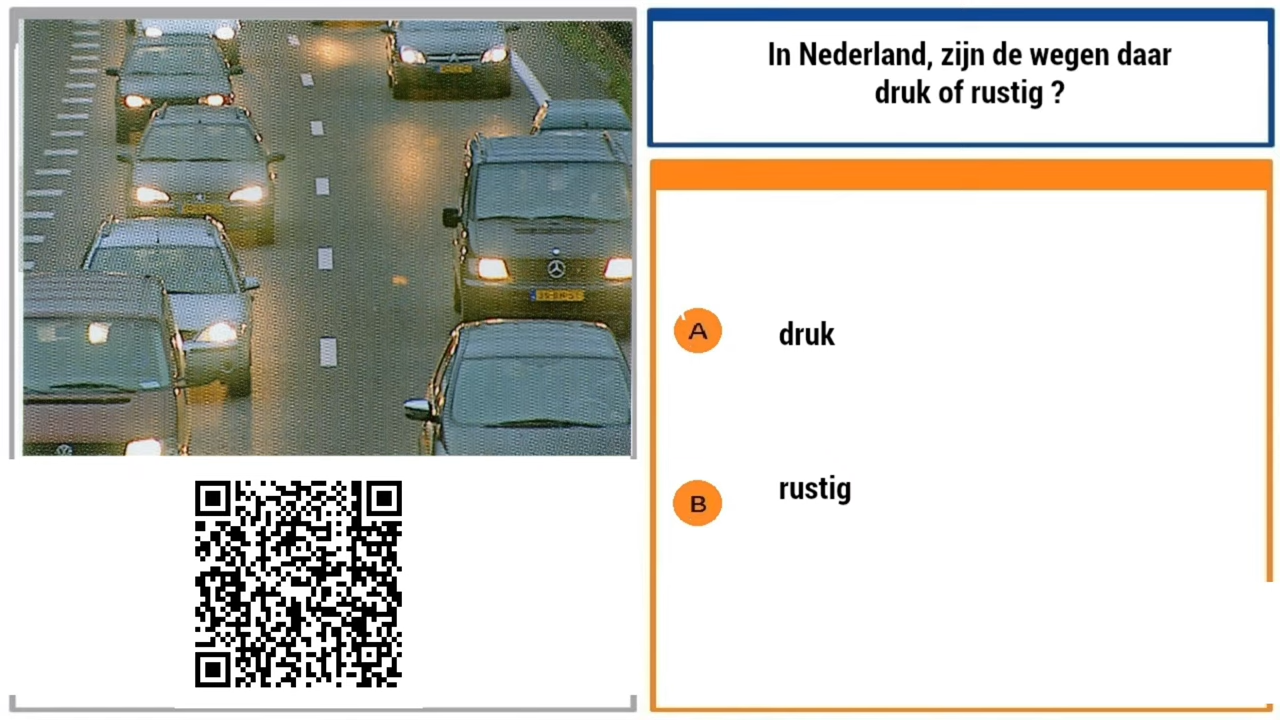 In Nederland, zijn de wegen daar
druk of rustig ?
A druk
B rustig